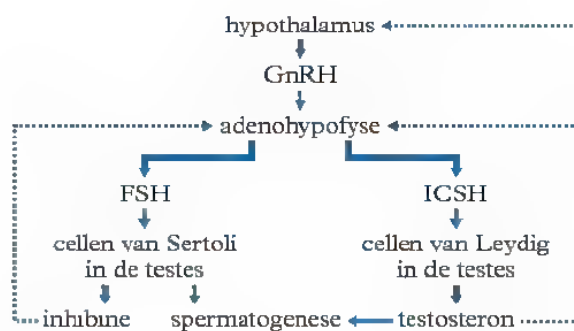 hypothalamus
GnRH
adenohypofyse
FSH ICSH
cellen van Sertoli cellen van Leydig
in de testes in de testes
inhibine spermatogenese testosteron